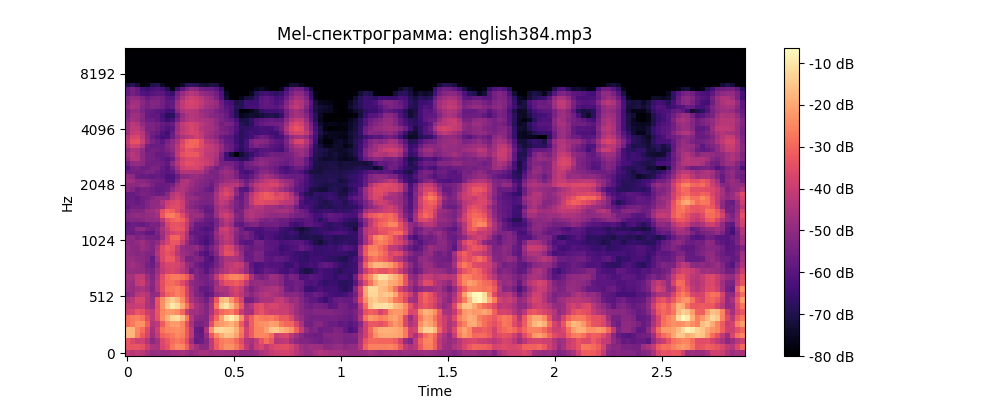 Mel-спектрограмма: english384.mp3
8192
4096
2048
1024
512
0
Hz
0 0.5 1 1.5 2 2.5
Time
-10 dB
-20 dB
-30 dB
-40 dB
-50 dB
-60 dB
-70 dB
-80 dB